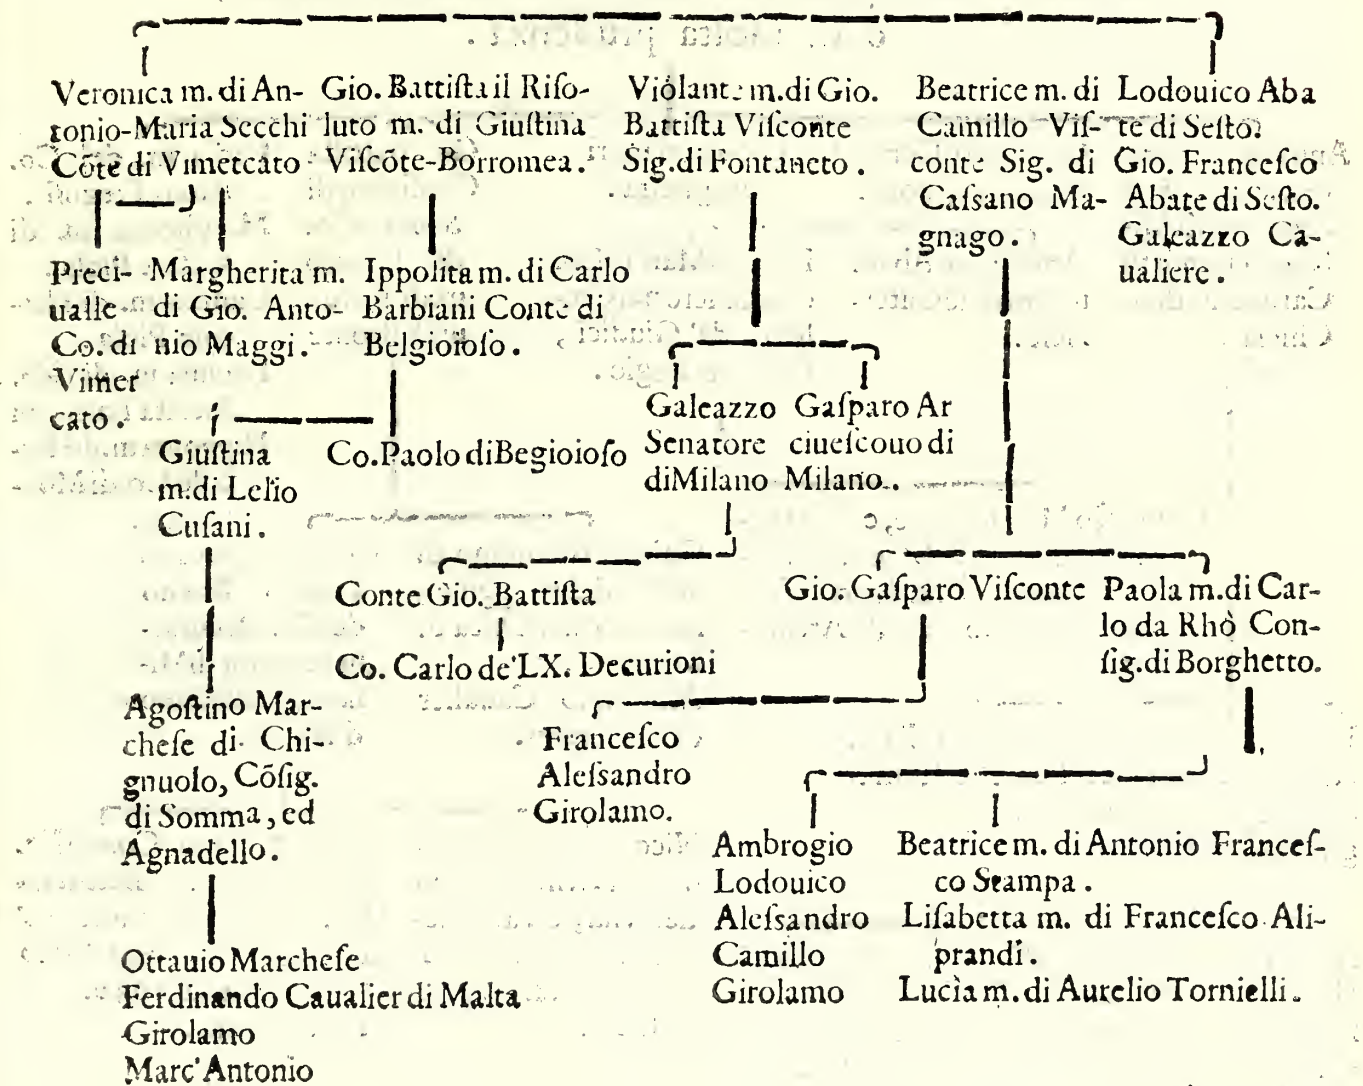 Veronica m. di An-
tonio-Maria Secchi
Cōte di Vimercato
Gio. Battiſta il Riſo-
luto m. di Giuſtina
Viſcōte-Borromea.
Violante m.di Gio.
Battiſta Viſconte
Sig.di Fontaneto.
Beatrice m. di
Camillo Viſ-
conte Sig. di
Caſsano Ma-
gnago.
Lodouico Aba
te di Seſto.
Gio. Franceſco
Abate di Seſto.
Galeazzo Ca-
ualiere.
Preci-
ualle
Co. di
Vimer
cato.
Margherita m.
di Gio. Anto-
nio Maggi.
Ippolita m. di Carlo
Barbiani Conte di
Belgioioſo.
Galeazzo
Senatore
diMilano
Gaſparo Ar
ciueſcouo di
Milano.
Giuſtina
m.di Lelio
Cuſani.
Co.Paolo diBegioioſo
Conte Gio. Battiſta
Co. Carlo de'LX. Decurioni
Gio. Gaſparo Viſconte
Paola m.di Car-
lo da Rhò Con-
ſig.di Borghetto.
Agoſtino Mar-
cheſe di Chi-
gnuolo, Cōſig.
di Somma, ed
Agnadello.
Franceſco
Aleſsandro
Girolamo.
Ambrogio
Lodouico
Aleſsandro
Camillo
Girolamo
Beatrice m. di Antonio Franceſ-
co Stampa.
Liſabetta m. di Franceſco Ali-
prandi.
Lucìa m. di Aurelio Tornielli.
Ottauio Marcheſe
Ferdinando Caualier di Malta
Girolamo
Marc'Antonio